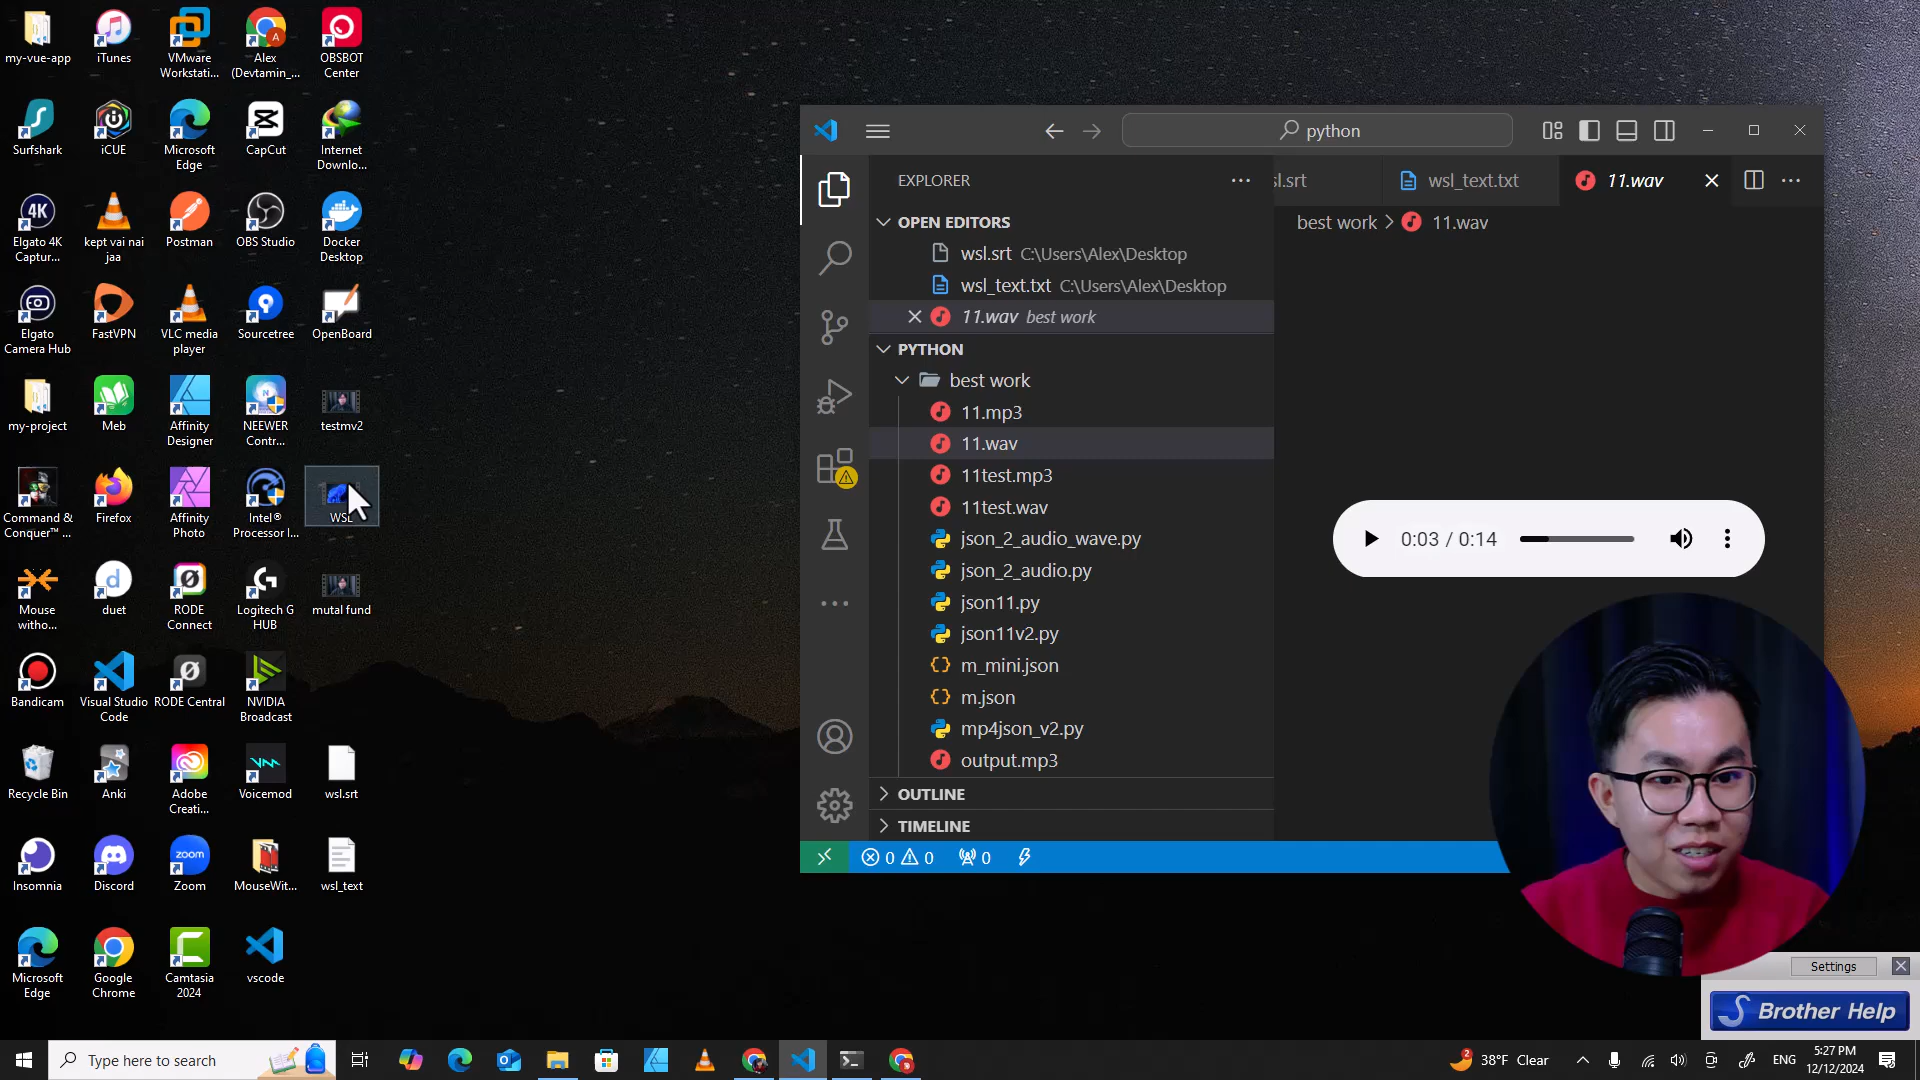 my-vue-app
iTunes
VMware
Workstati...
Alex
(Devtamin_...
OBSBOT
Center
Surfshark
iCUE
Microsoft
Edge
CapCut
Internet
Downlo...
4K
Elgato 4K
Captur...
kept vai nai
jaa
Postman
OBS Studio
Docker
Desktop
Elgato
Camera Hub
FastVPN
VLC media
player
Sourcetree
OpenBoard
my-project
Meb
Affinity
Designer
NEEWER
Contr...
testmv2
Command &
Conquer™ ...
Firefox
Affinity
Photo
Intel®
Processor I...
WSL
Mouse
witho...
duet
RODE
Connect
Logitech G
HUB
mutal fund
Bandicam
Visual Studio
Code
RODE Central
NVIDIA
Broadcast
Recycle Bin
Anki
Adobe
Creati...
Voicemod
wsl.srt
Insomnia
Discord
zoom
Zoom
MouseWit...
wsl_text
Microsoft
Edge
Google
Chrome
Camtasia
2024
vscode
python
EXPLORER
sl.srt
wsl_text.txt
11.wav
OPEN EDITORS
wsl.srt C:\Users\Alex\Desktop
wsl_text.txt C:\Users\Alex\Desktop
11.wav best work
best work > 11.wav
PYTHON
best work
11.mp3
11.wav
11test.mp3
11test.wav
json_2_audio_wave.py
json_2_audio.py
json11.py
json11v2.py
m_mini.json
m.json
mp4json_v2.py
output.mp3
OUTLINE
TIMELINE
0:03 / 0:14
0 0 0
Settings
Brother Help
Type here to search
2
38°F Clear
ENG
5:27 PM
12/12/2024